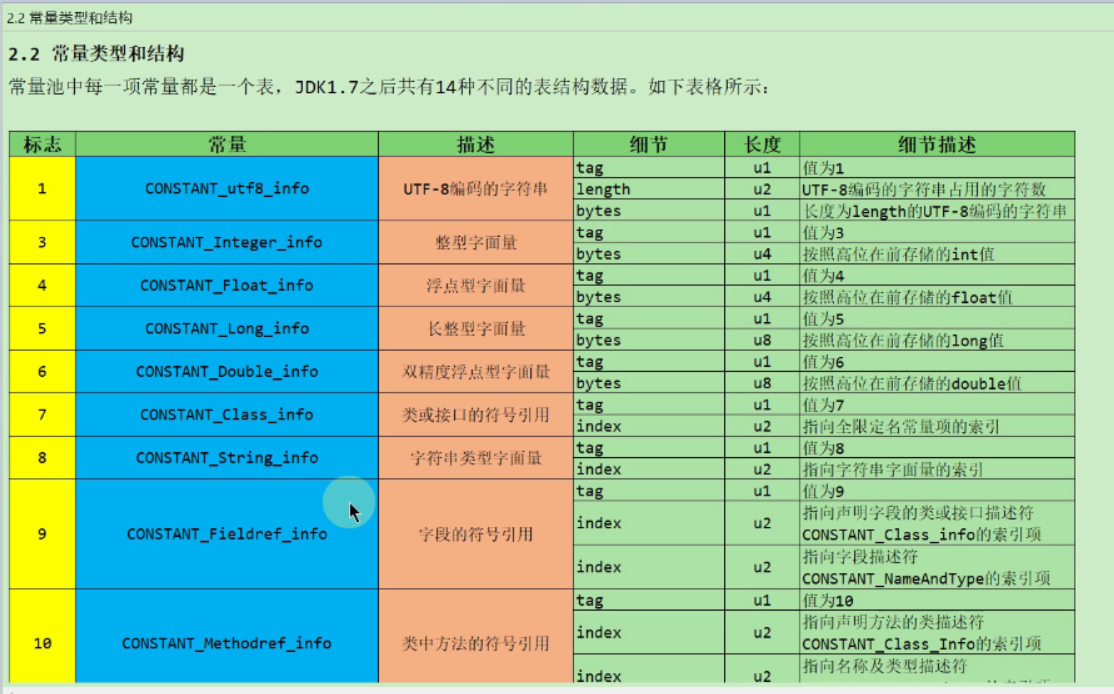 2.2 常量类型和结构
2.2 常量类型和结构
常量池中每一项常量都是一个表，JDK1.7之后共有14种不同的表结构数据。如下表格所示：
标志 常量 描述 细节 长度 细节描述
1 CONSTANT_utf8_info UTF-8编码的字符串
tag u1 值为1
length u2 UTF-8编码的字符串占用的字符数
bytes u1 长度为length的UTF-8编码的字符串
3 CONSTANT_Integer_info 整型字面量
tag u1 值为3
bytes u4 按照高位在前存储的int值
4 CONSTANT_Float_info 浮点型字面量
tag u1 值为4
bytes u4 按照高位在前存储的float值
5 CONSTANT_Long_info 长整型字面量
tag u1 值为5
bytes u8 按照高位在前存储的long值
6 CONSTANT_Double_info 双精度浮点型字面量
tag u1 值为6
bytes u8 按照高位在前存储的double值
7 CONSTANT_Class_info 类或接口的符号引用
tag u1 值为7
index u2 指向全限定名常量项的索引
8 CONSTANT_String_info 字符串类型字面量
tag u1 值为8
index u2 指向字符串字面量的索引
9 CONSTANT_Fieldref_info 字段的符号引用
tag u1 值为9
index u2 指向声明字段的类或接口描述符
CONSTANT_Class_info的索引项
index u2 指向字段描述符
CONSTANT_NameAndType的索引项
10 CONSTANT_Methodref_info 类中方法的符号引用
tag u1 值为10
index u2 指向声明方法的类描述符
CONSTANT_Class_Info的索引项
index u2 指向名称及类型描述符